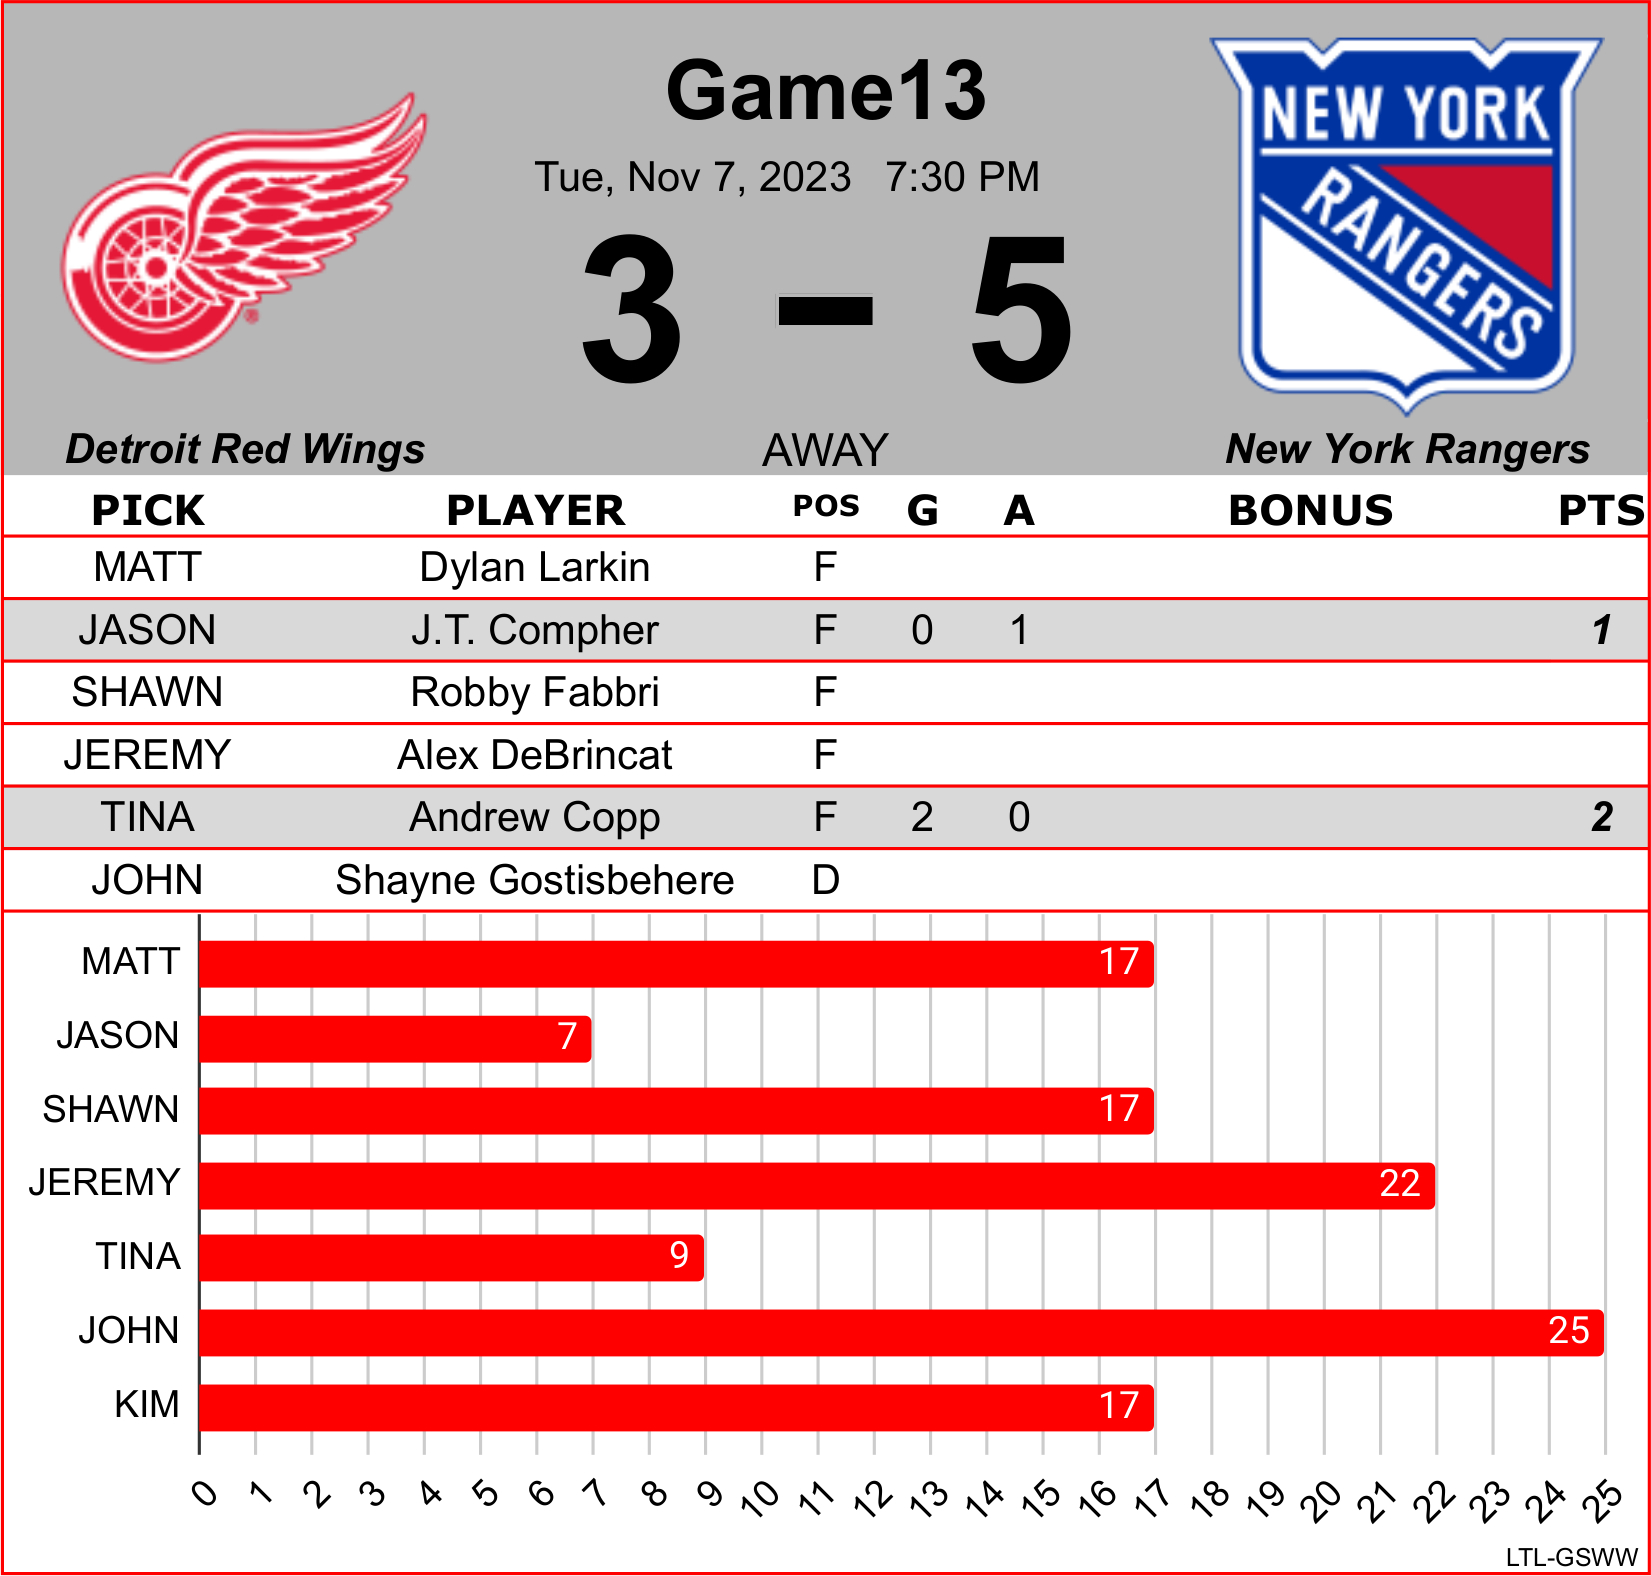 Game13
Tue, Nov 7, 2023 7:30 PM
NEW YORK
RANGERS
3 - 5
Detroit Red Wings AWAY New York Rangers
PICK PLAYER POS G A BONUS PTS
MATT Dylan Larkin F
JASON J.T. Compher F 0 1 1
SHAWN Robby Fabbri F
JEREMY Alex DeBrincat F
TINA Andrew Copp F 2 0 2
JOHN Shayne Gostisbehere D
MATT 17
JASON 7
SHAWN 17
JEREMY 22
TINA 9
JOHN 25
KIM 17
0 1 2 3 4 5 6 7 8 9 10 11 12 13 14 15 16 17 18 19 20 21 22 23 24 25
LTL-GSWW